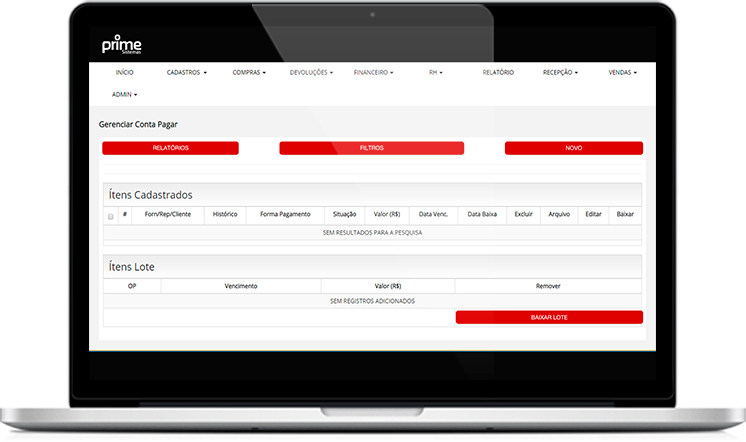 prime
Sistemas
INÍCIO CADASTROS COMPRAS DEVOLUÇÕES FINANCEIRO RH RELATÓRIO RECEPÇÃO VENDAS
ADMIN
Gerenciar Conta Pagar
RELATÓRIOS FILTROS NOVO
Ítens Cadastrados
# Forn/Rep/Cliente Histórico Forma Pagamento Situação Valor (R$) Data Venc. Data Baixa Excluir Arquivo Editar Baixar
SEM RESULTADOS PARA A PESQUISA
Ítens Lote
OP Vencimento Valor (R$) Remover
SEM REGISTROS ADICIONADOS
BAIXAR LOTE